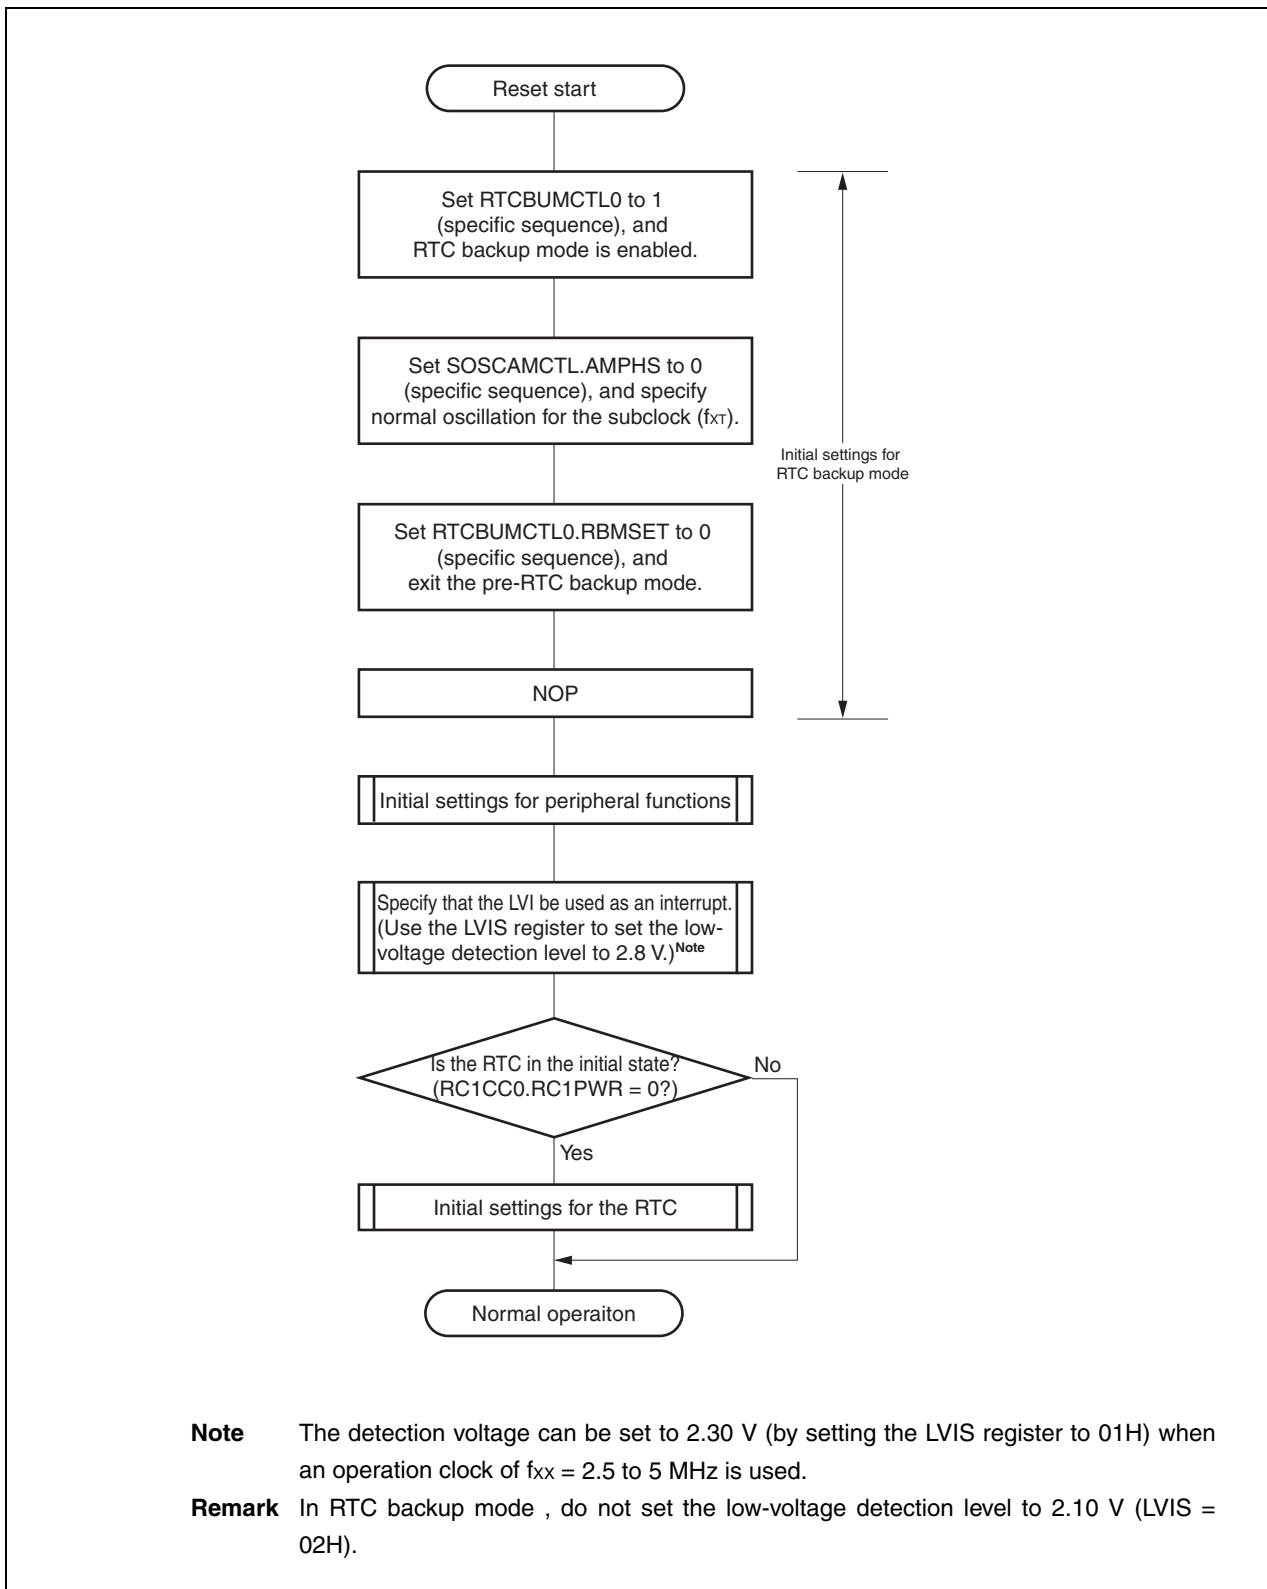 Reset start
Set RTCBUMCTL0 to 1
(specific sequence), and
RTC backup mode is enabled.
Set SOSCAMCTL.AMPHS to 0
(specific sequence), and specify
normal oscillation for the subclock (fXT).
Initial settings for
RTC backup mode
Set RTCBUMCTL0.RBMSET to 0
(specific sequence), and
exit the pre-RTC backup mode.
NOP
Initial settings for peripheral functions
Specify that the LVI be used as an interrupt.
(Use the LVIS register to set the low-
voltage detection level to 2.8 V.)Note
Is the RTC in the initial state?
(RC1CC0.RC1PWR = 0?)
No
Yes
Initial settings for the RTC
Normal operaiton
Note The detection voltage can be set to 2.30 V (by setting the LVIS register to 01H) when
an operation clock of fXX = 2.5 to 5 MHz is used.
Remark In RTC backup mode , do not set the low-voltage detection level to 2.10 V (LVIS =
02H).